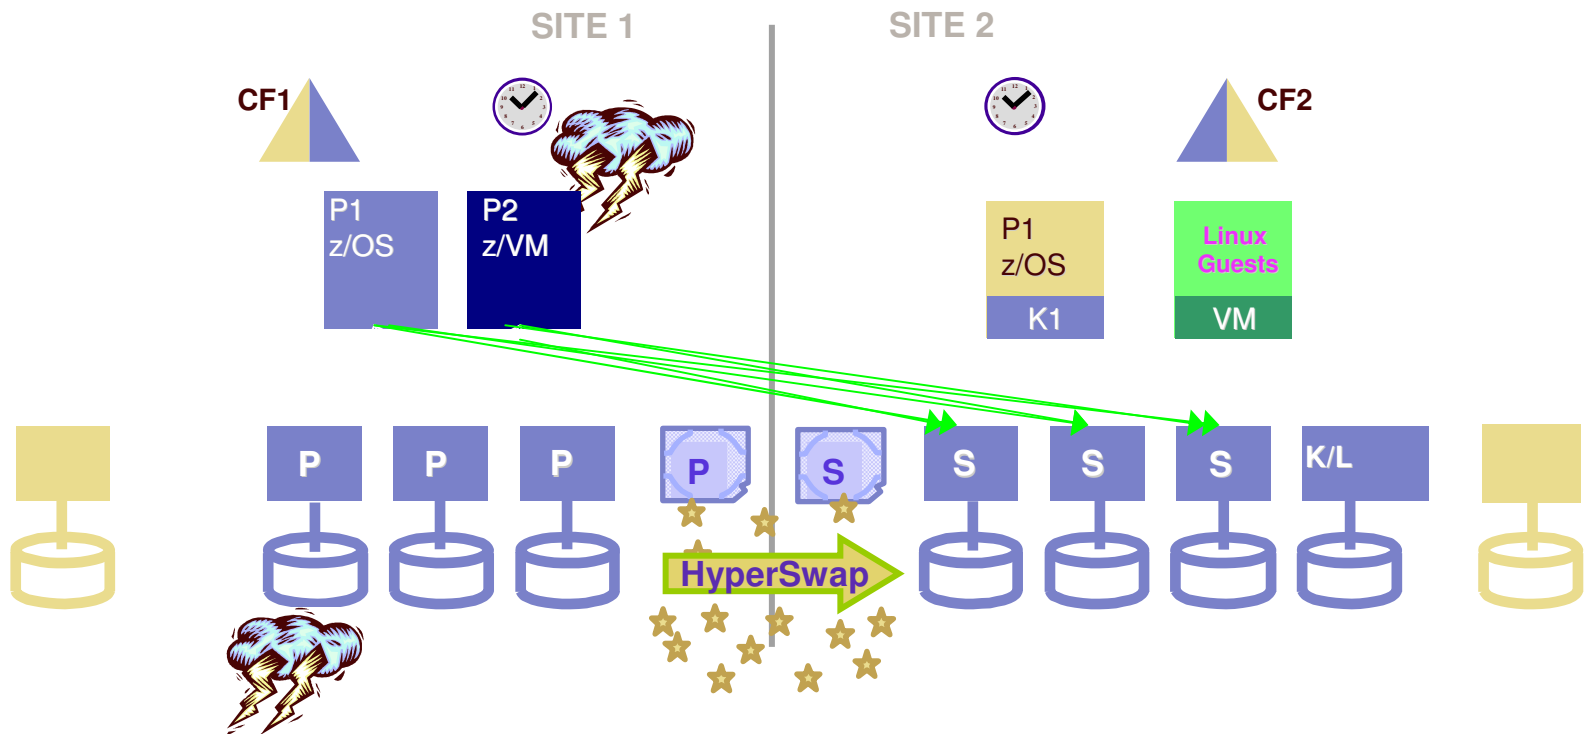 SITE 1
SITE 2
CF1
CF2
P1
z/OS
P2
z/VM
P1
z/OS
K1
Linux
Guests
VM
P
P
P
P
S
S
S
S
K/L
HyperSwap